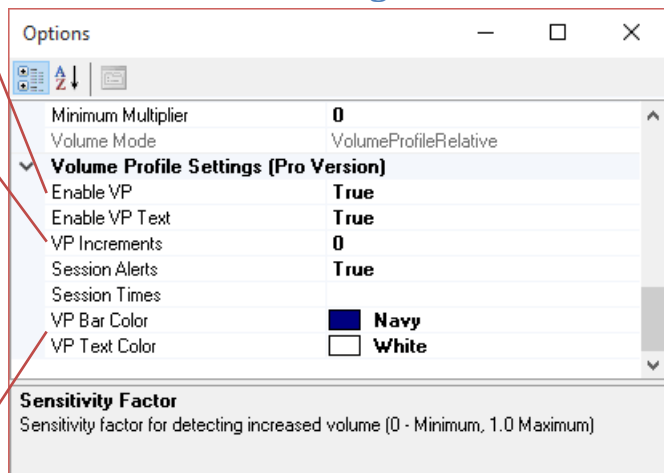 Options
Minimum Multiplier 0
Volume Mode VolumeProfileRelative
Volume Profile Settings (Pro Version)
Enable VP True
Enable VP Text True
VP Increments 0
Session Alerts True
Session Times
VP Bar Color Navy
VP Text Color White
Sensitivity Factor
Sensitivity factor for detecting increased volume (0 - Minimum, 1.0 Maximum)